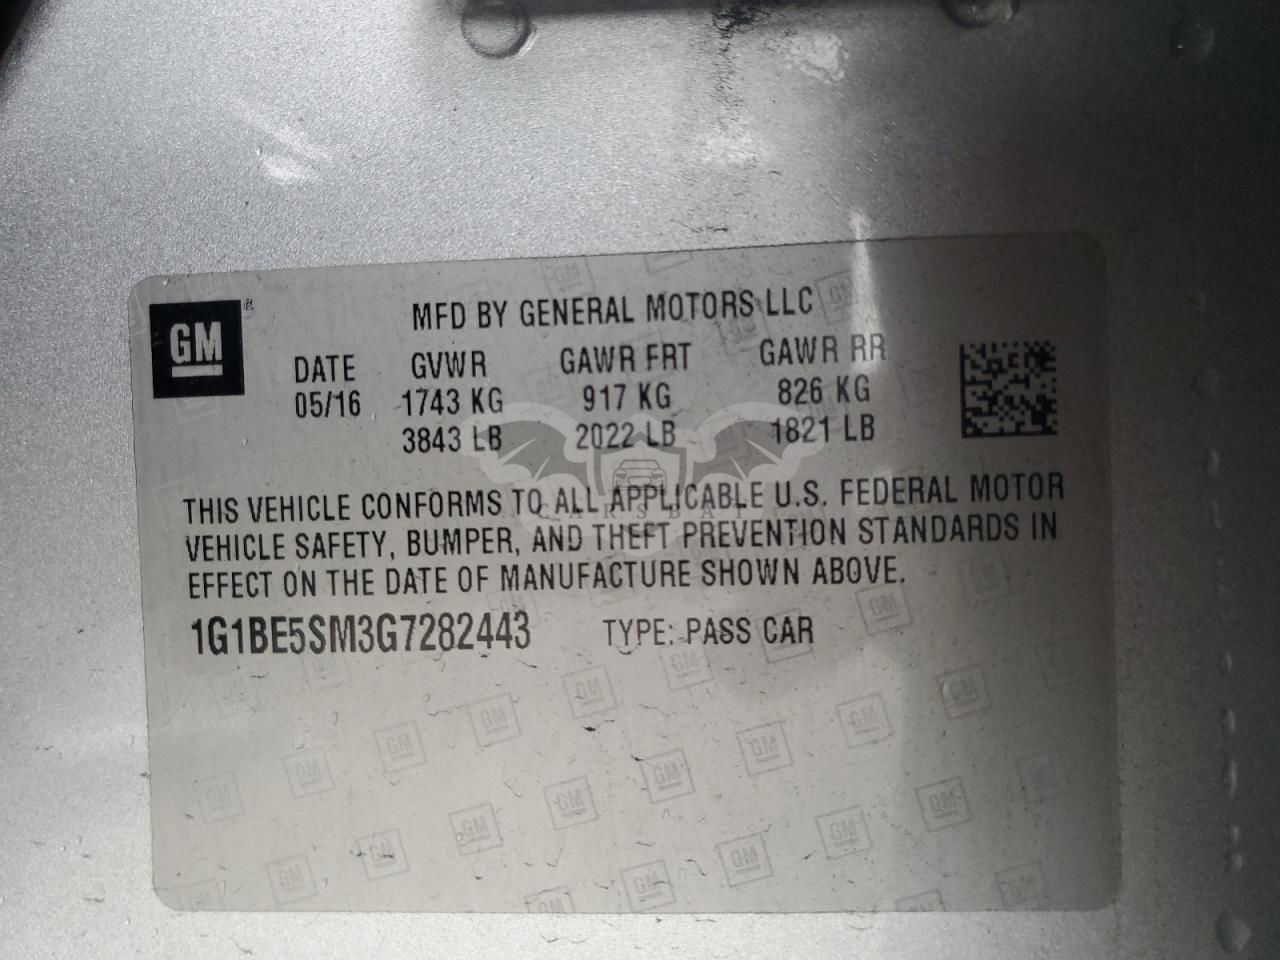 GM
MFD BY GENERAL MOTORS LLC
DATE GVWR GAWR FRT GAWR RR
05/16 1743 KG 917 KG 826 KG
3843 LB 2022 LB 1821 LB
THIS VEHICLE CONFORMS TO ALL APPLICABLE U.S. FEDERAL MOTOR
VEHICLE SAFETY, BUMPER, AND THEFT PREVENTION STANDARDS IN
EFFECT ON THE DATE OF MANUFACTURE SHOWN ABOVE.
1G1BE5SM3G7282443 TYPE: PASS CAR